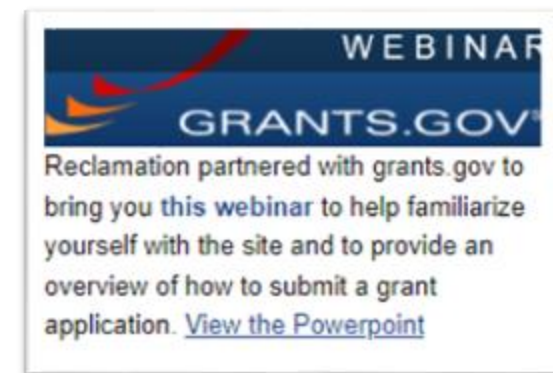 WEBINAR
GRANTS.GOV
Reclamation partnered with grants.gov to
bring you this webinar to help familiarize
yourself with the site and to provide an
overview of how to submit a grant
application. View the Powerpoint